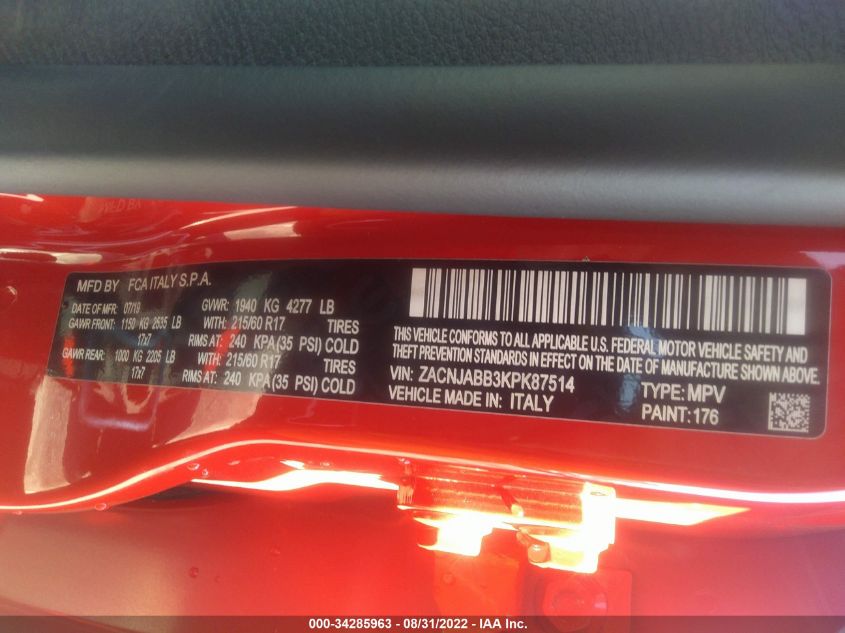 MFD BY FCA ITALY S.P.A.
DATE OF MFR: 07/19 GVWR: 1940 KG 4277 LB
GAWR FRONT: 1150 KG 2635 LB WITH: 215/60 R17 TIRES
17x7 RIMS AT: 240 KPA(35 PSI) COLD
GAWR REAR: 1000 KG 2205 LB WITH: 215/60 R17 TIRES
17x7 RIMS AT: 240 KPA(35 PSI) COLD
THIS VEHICLE CONFORMS TO ALL APPLICABLE U.S. FEDERAL MOTOR VEHICLE SAFETY AND
THEFT PREVENTION STANDARDS IN EFFECT ON THE DATE OF MANUFACTURE SHOWN ABOVE.
VIN: ZACNJABB3KPK87514 TYPE: MPV
VEHICLE MADE IN: ITALY PAINT: 176
000-34285963 - 08/31/2022 - IAA Inc.